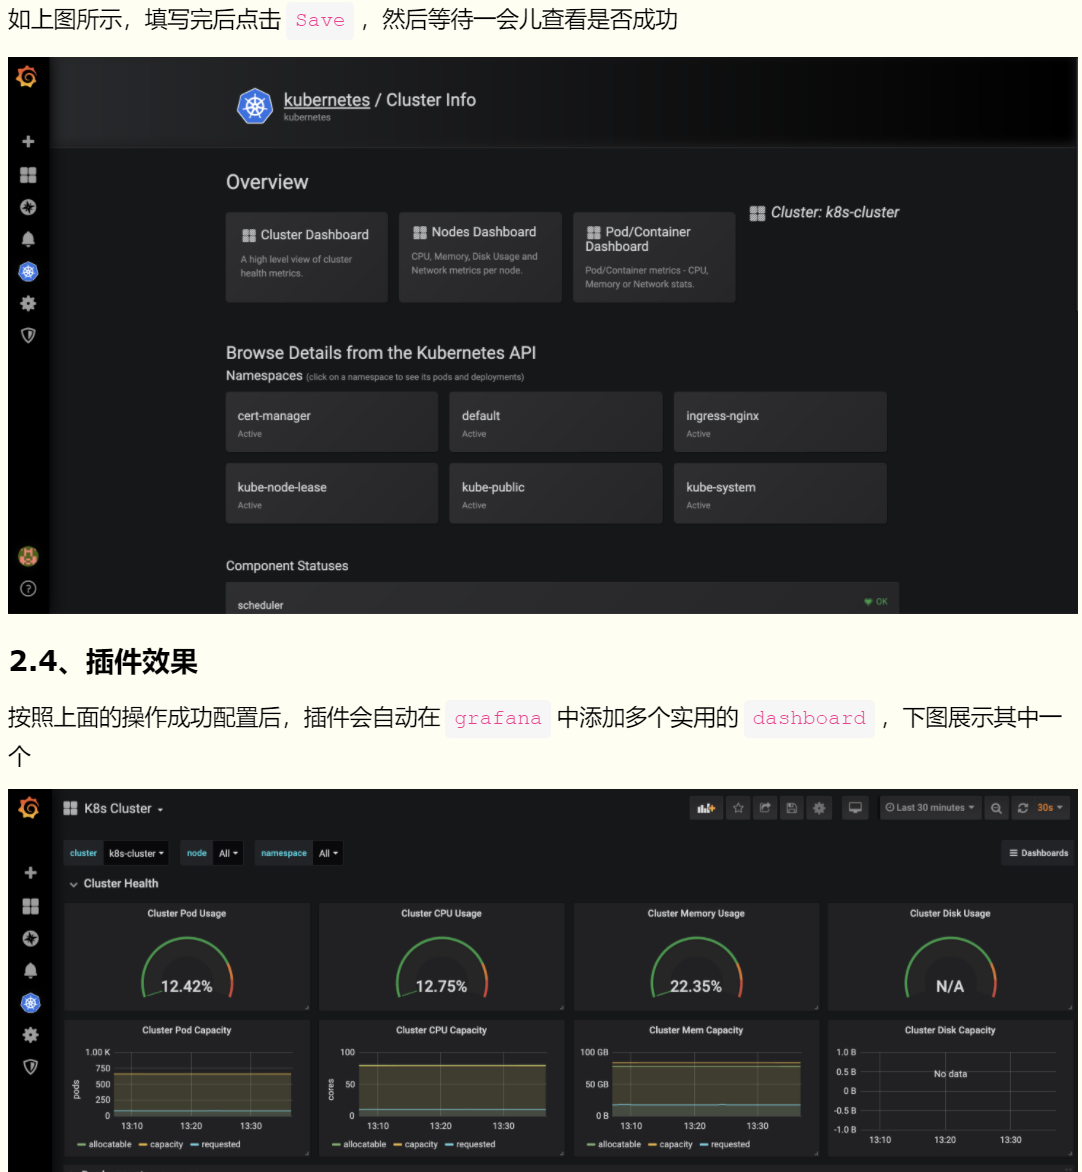 如上图所示，填写完后点击 Save ，然后等待一会儿查看是否成功
kubernetes / Cluster Info
kubernetes
Overview
Cluster Dashboard
A high level view of cluster
health metrics.
Nodes Dashboard
CPU, Memory, Disk Usage and
Network metrics per node.
Pod/Container
Dashboard
Pod/Container metrics - CPU,
Memory or Network stats.
Cluster: k8s-cluster
Browse Details from the Kubernetes API
Namespaces (click on a namespace to see its pods and deployments)
cert-manager
Active
default
Active
ingress-nginx
Active
kube-node-lease
Active
kube-public
Active
kube-system
Active
Component Statuses
scheduler
OK
2.4、插件效果
按照上面的操作成功配置后，插件会自动在 grafana 中添加多个实用的 dashboard ，下图展示其中一
个
K8s Cluster
Last 30 minutes
30s
cluster k8s-cluster node All namespace All
Dashboards
Cluster Health
Cluster Pod Usage
12.42%
Cluster CPU Usage
12.75%
Cluster Memory Usage
22.35%
Cluster Disk Usage
N/A
Cluster Pod Capacity
1.00 K
750
500
250
0
pods
13:10 13:20 13:30
allocatable capacity requested
Cluster CPU Capacity
100
50
0
cores
13:10 13:20 13:30
allocatable capacity requested
Cluster Mem Capacity
100 GB
50 GB
0 B
13:10 13:20 13:30
allocatable capacity requested
Cluster Disk Capacity
1.0 B
0.5 B
0 B
-0.5 B
-1.0 B
No data
13:10 13:20 13:30